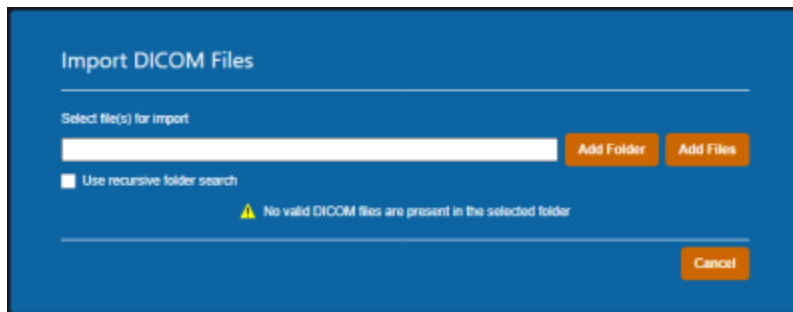 Import DICOM Files
Select file(s) for import
Add Folder
Add Files
Use recursive folder search
No valid DICOM files are present in the selected folder
Cancel